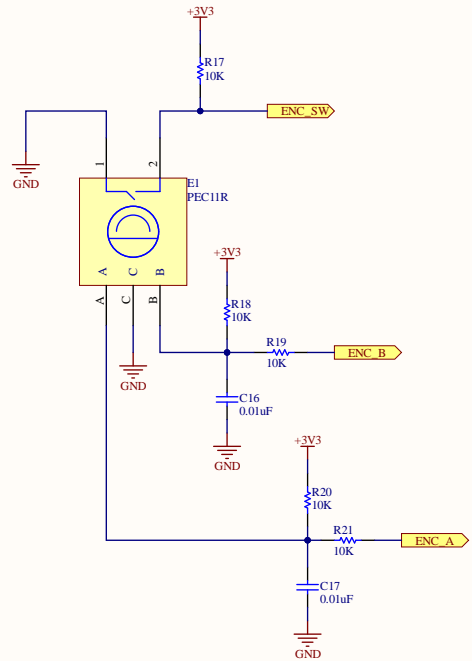 +3V3
R17
10K
ENC_SW
1
2
GND
E1
PEC11R
A
C
B
A
C
B
+3V3
R18
10K
R19
10K
ENC_B
GND
C16
0.01uF
GND
+3V3
R20
10K
R21
10K
ENC_A
C17
0.01uF
GND